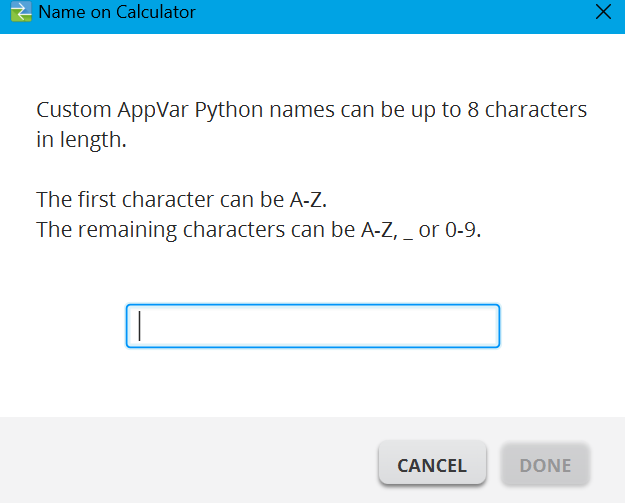 Name on Calculator
Custom AppVar Python names can be up to 8 characters
in length.
The first character can be A-Z.
The remaining characters can be A-Z, _ or 0-9.
CANCEL DONE